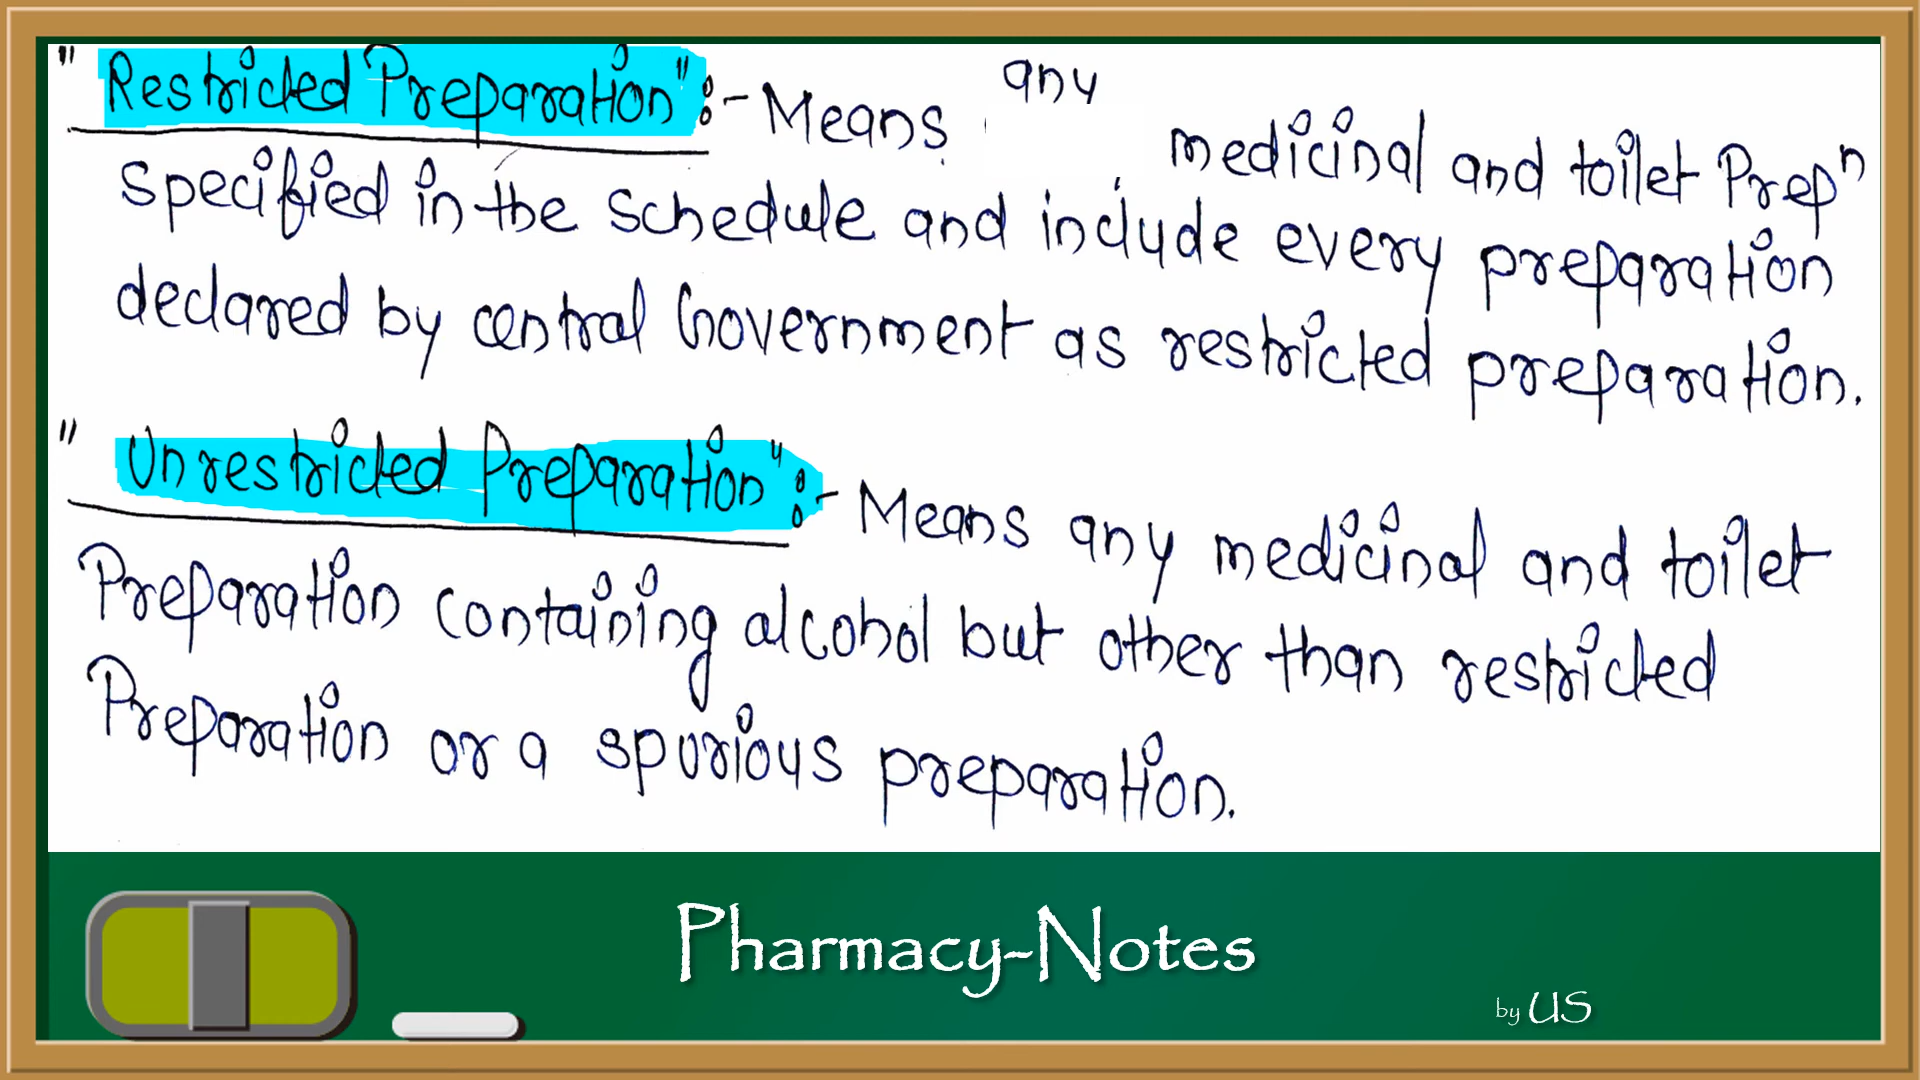 "Restricted Preparation" :- Means any medicinal and toilet Prepⁿ
specified in the schedule and include every preparation
declared by central Government as restricted preparation.
"Unrestricted Preparation" :- Means any medicinal and toilet
Preparation containing alcohol but other than restricted
Preparation or a spurious preparation.
Pharmacy-Notes
by US